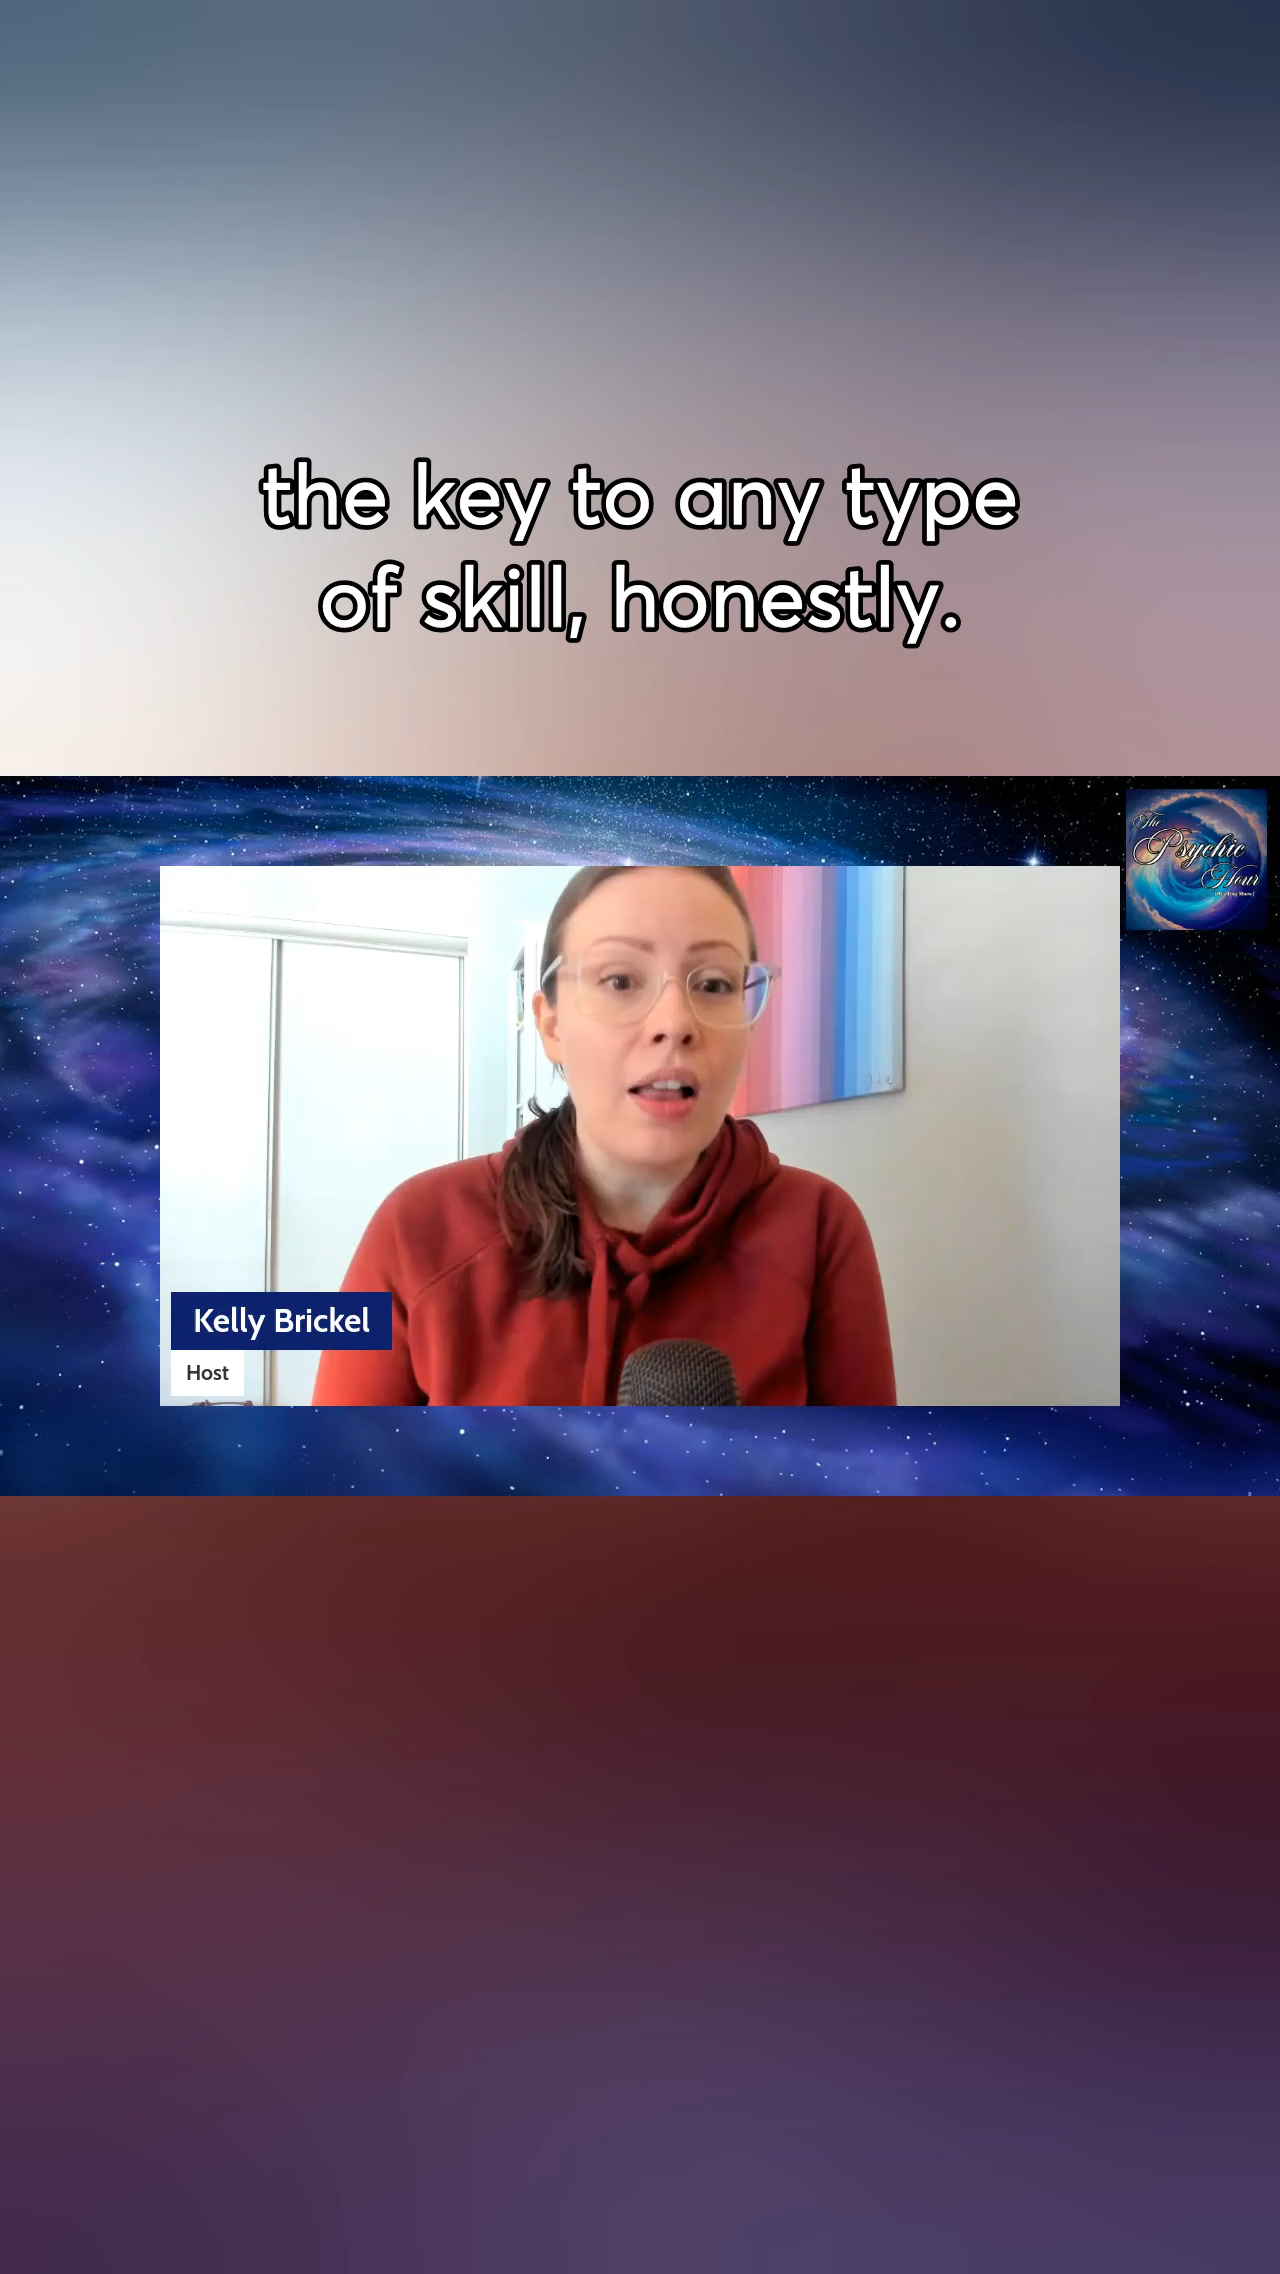 the key to any type
of skill, honestly.
The
Psychic
Hour
Kelly Brickel
Host